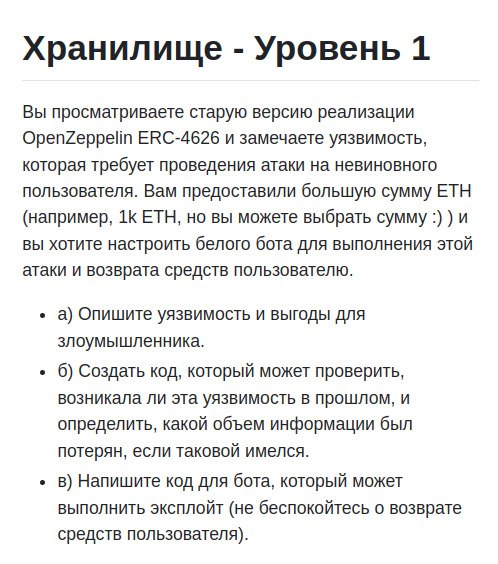 Хранилище - Уровень 1
Вы просматриваете старую версию реализации
OpenZeppelin ERC-4626 и замечаете уязвимость,
которая требует проведения атаки на невиновного
пользователя. Вам предоставили большую сумму ETH
(например, 1k ETH, но вы можете выбрать сумму :) ) и
вы хотите настроить белого бота для выполнения этой
атаки и возврата средств пользователю.
• а) Опишите уязвимость и выгоды для
злоумышленника.
• б) Создать код, который может проверить,
возникала ли эта уязвимость в прошлом, и
определить, какой объем информации был
потерян, если таковой имелся.
• в) Напишите код для бота, который может
выполнить эксплойт (не беспокойтесь о возврате
средств пользователя).